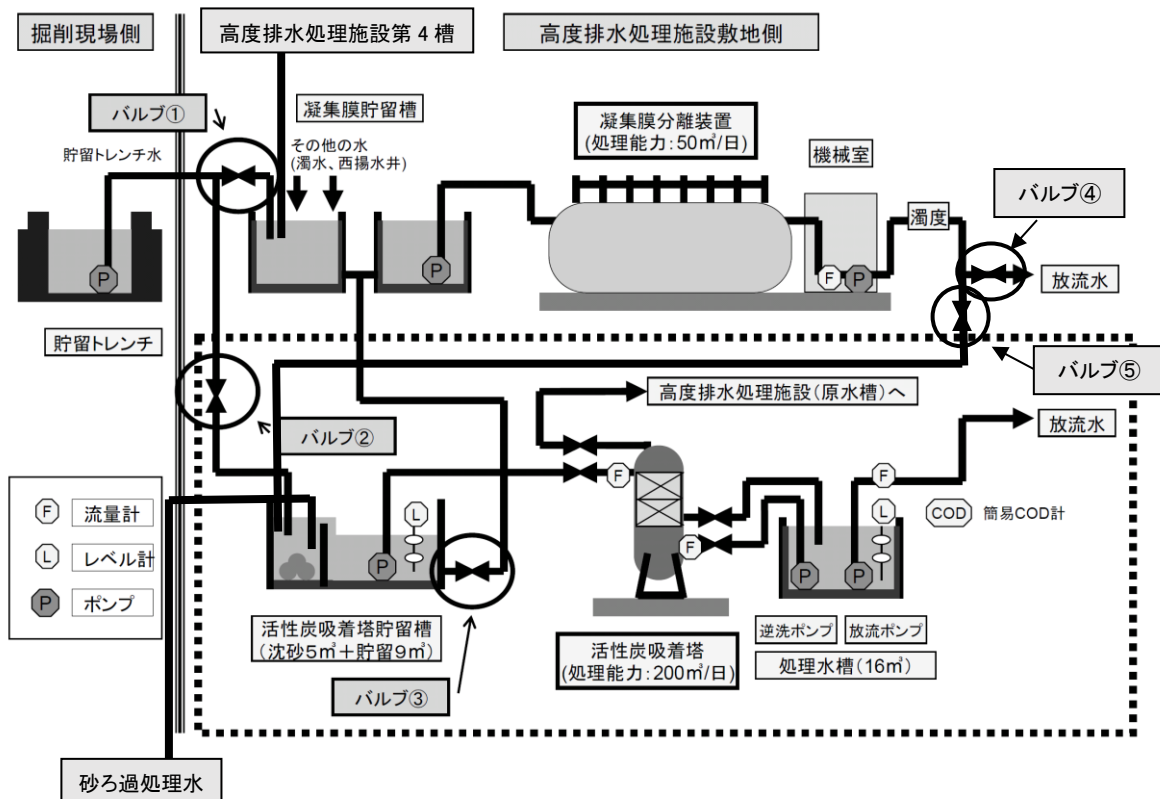 掘削現場側
高度排水処理施設第4槽
高度排水処理施設敷地側
バルブ①
凝集膜貯留槽
凝集膜分離装置
(処理能力:50㎥/日)
機械室
貯留トレンチ水
その他の水
(濁水、西揚水井)
バルブ④
濁度
P
P
F
P
放流水
貯留トレンチ
バルブ⑤
高度排水処理施設(原水槽)へ
放流水
バルブ②
F 流量計
L レベル計
P ポンプ
L
P
F
F
F
L
P
P
COD 簡易COD計
活性炭吸着塔貯留槽
(沈砂5㎥+貯留9㎥)
バルブ③
活性炭吸着塔
(処理能力:200㎥/日)
逆洗ポンプ
放流ポンプ
処理水槽(16㎥)
砂ろ過処理水